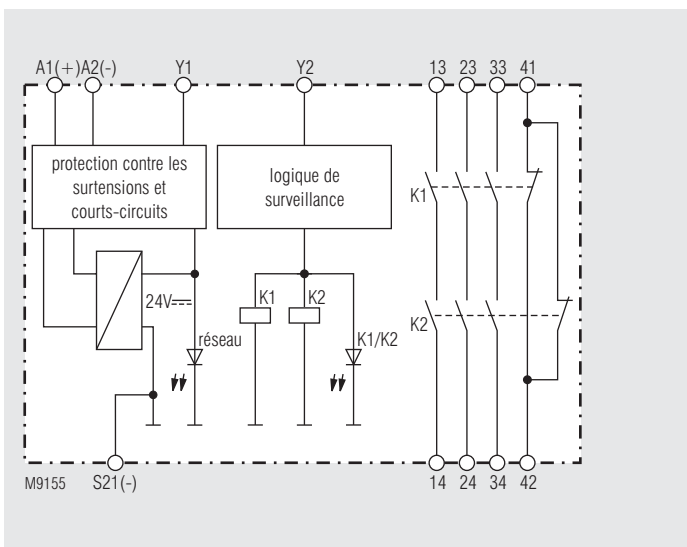 A1(+) A2(-) Y1 Y2 13 23 33 41
protection contre les
surtensions et
courts-circuits
logique de
surveillance
K1
24V
K1 K2
K2
réseau
K1/K2
M9155 S21(-) 14 24 34 42